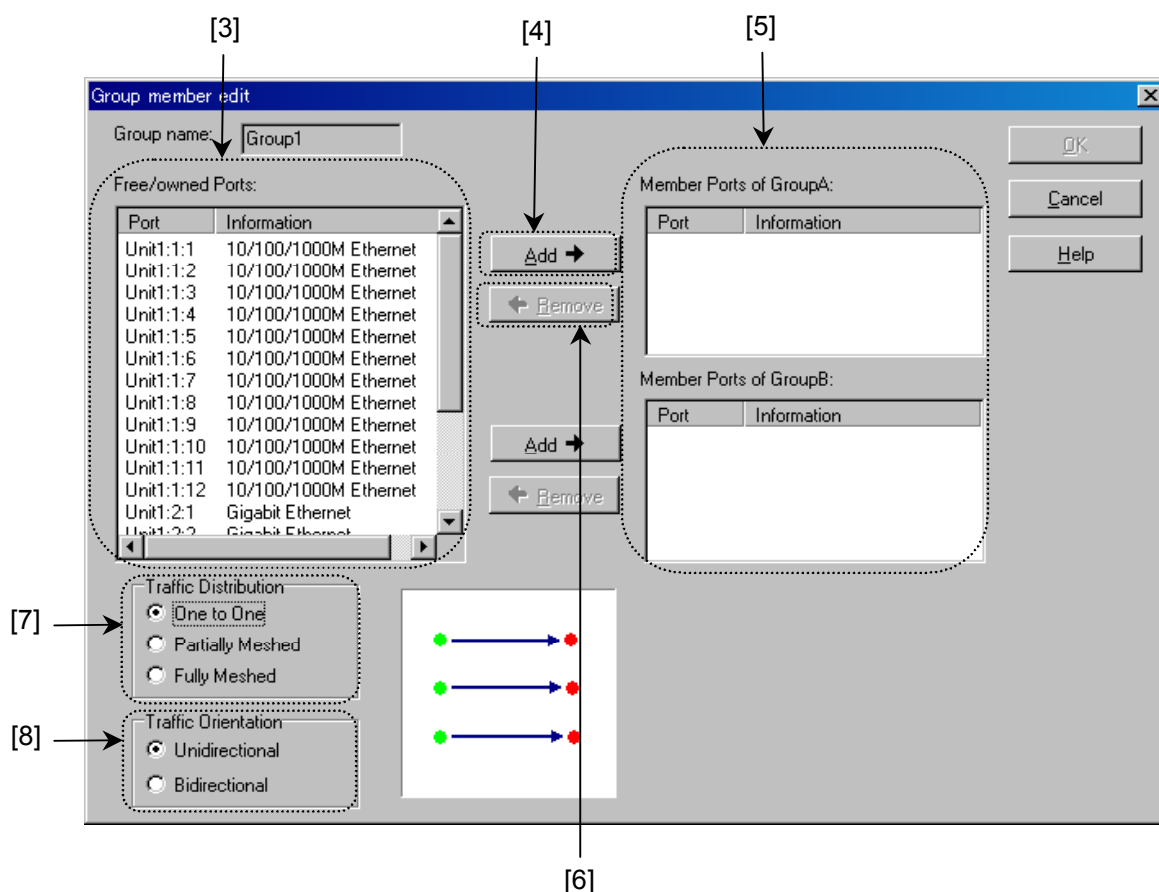 [3]
[4]
[5]
Group member edit
Group name: Group1
OK
Cancel
Help
Free/owned Ports:
Port Information
Unit1:1:1 10/100/1000M Ethernet
Unit1:1:2 10/100/1000M Ethernet
Unit1:1:3 10/100/1000M Ethernet
Unit1:1:4 10/100/1000M Ethernet
Unit1:1:5 10/100/1000M Ethernet
Unit1:1:6 10/100/1000M Ethernet
Unit1:1:7 10/100/1000M Ethernet
Unit1:1:8 10/100/1000M Ethernet
Unit1:1:9 10/100/1000M Ethernet
Unit1:1:10 10/100/1000M Ethernet
Unit1:1:11 10/100/1000M Ethernet
Unit1:1:12 10/100/1000M Ethernet
Unit1:2:1 Gigabit Ethernet
Unit1:2:2 Gigabit Ethernet
Add
Remove
Add
Remove
Member Ports of GroupA:
Port Information
Member Ports of GroupB:
Port Information
[7]
Traffic Distribution
One to One
Partially Meshed
Fully Meshed
[8]
Traffic Orientation
Unidirectional
Bidirectional
[6]